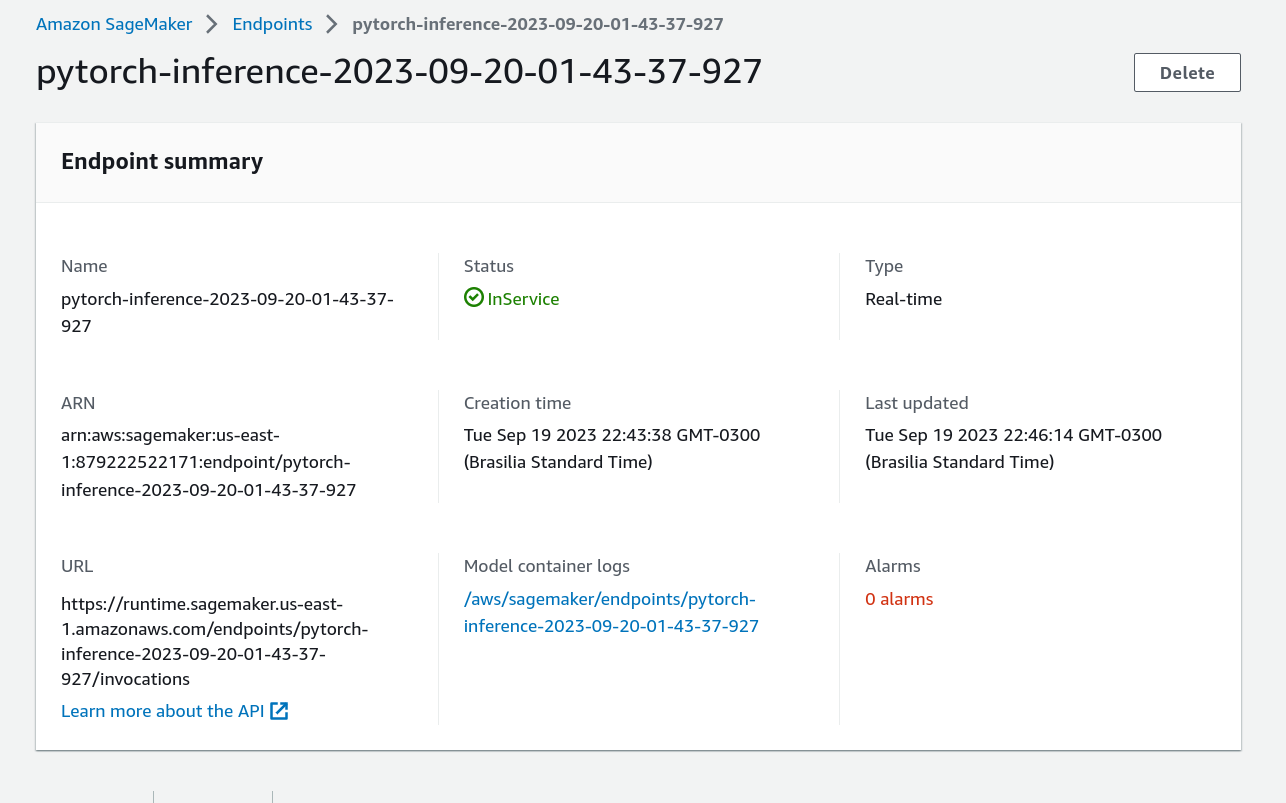 Amazon SageMaker > Endpoints > pytorch-inference-2023-09-20-01-43-37-927
pytorch-inference-2023-09-20-01-43-37-927
Delete
Endpoint summary
Name
pytorch-inference-2023-09-20-01-43-37-
927
Status
InService
Type
Real-time
ARN
arn:aws:sagemaker:us-east-
1:879222522171:endpoint/pytorch-
inference-2023-09-20-01-43-37-927
Creation time
Tue Sep 19 2023 22:43:38 GMT-0300
(Brasilia Standard Time)
Last updated
Tue Sep 19 2023 22:46:14 GMT-0300
(Brasilia Standard Time)
URL
https://runtime.sagemaker.us-east-
1.amazonaws.com/endpoints/pytorch-
inference-2023-09-20-01-43-37-
927/invocations
Learn more about the API
Model container logs
/aws/sagemaker/endpoints/pytorch-
inference-2023-09-20-01-43-37-927
Alarms
0 alarms